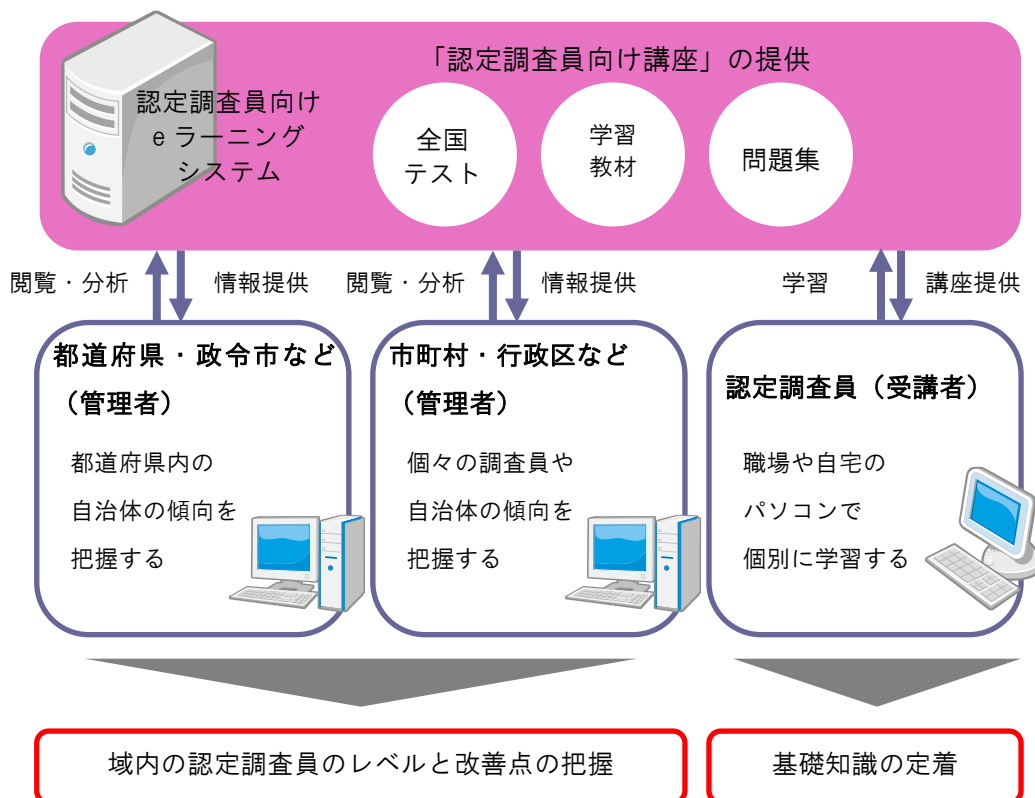 「認定調査員向け講座」の提供
認定調査員向け
e ラーニング
システム
全国
テスト
学習
教材
問題集
閲覧・分析
情報提供
閲覧・分析
情報提供
学習
講座提供
都道府県・政令市など
（管理者）
都道府県内の
自治体の傾向を
把握する
市町村・行政区など
（管理者）
個々の調査員や
自治体の傾向を
把握する
認定調査員（受講者）
職場や自宅の
パソコンで
個別に学習する
域内の認定調査員のレベルと改善点の把握
基礎知識の定着